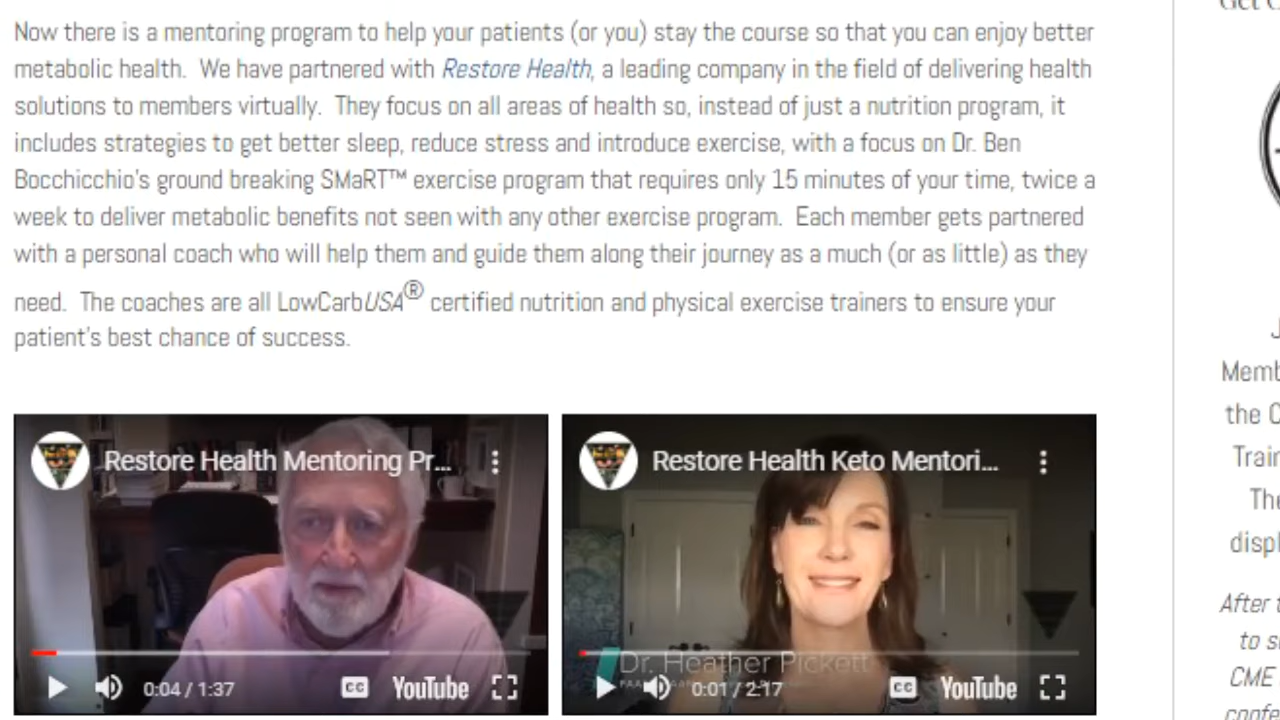 Now there is a mentoring program to help your patients (or you) stay the course so that you can enjoy better
metabolic health.  We have partnered with Restore Health, a leading company in the field of delivering health
solutions to members virtually.  They focus on all areas of health so, instead of just a nutrition program, it
includes strategies to get better sleep, reduce stress and introduce exercise, with a focus on Dr. Ben
Bocchicchio's ground breaking SMaRT™ exercise program that requires only 15 minutes of your time, twice a
week to deliver metabolic benefits not seen with any other exercise program.  Each member gets partnered
with a personal coach who will help them and guide them along their journey as a much (or as little) as they
need.  The coaches are all LowCarbUSA® certified nutrition and physical exercise trainers to ensure your
patient's best chance of success.
Restore Health Mentoring Pr...
0:04 / 1:37
CC
YouTube
Restore Health Keto Mentori...
Dr. Heather Pickett
0:01 / 2:17
CC
YouTube
Memb
the C
Train
The
displ
After t
to s
CME
confe